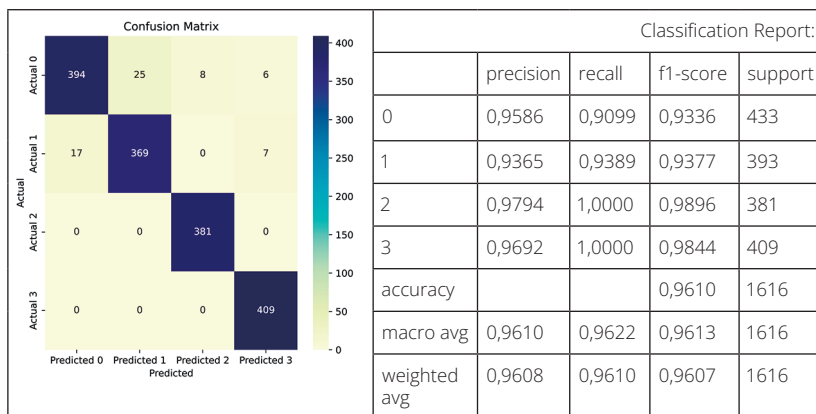 Confusion Matrix
Actual 0 394 25 8 6
Actual 1 17 369 0 7
Actual 2 0 0 381 0
Actual 3 0 0 0 409
Predicted 0 Predicted 1 Predicted 2 Predicted 3
Predicted
Actual
400
350
300
250
200
150
100
50
0
Classification Report:
precision recall f1-score support
0 0,9586 0,9099 0,9336 433
1 0,9365 0,9389 0,9377 393
2 0,9794 1,0000 0,9896 381
3 0,9692 1,0000 0,9844 409
accuracy 0,9610 1616
macro avg 0,9610 0,9622 0,9613 1616
weighted avg 0,9608 0,9610 0,9607 1616